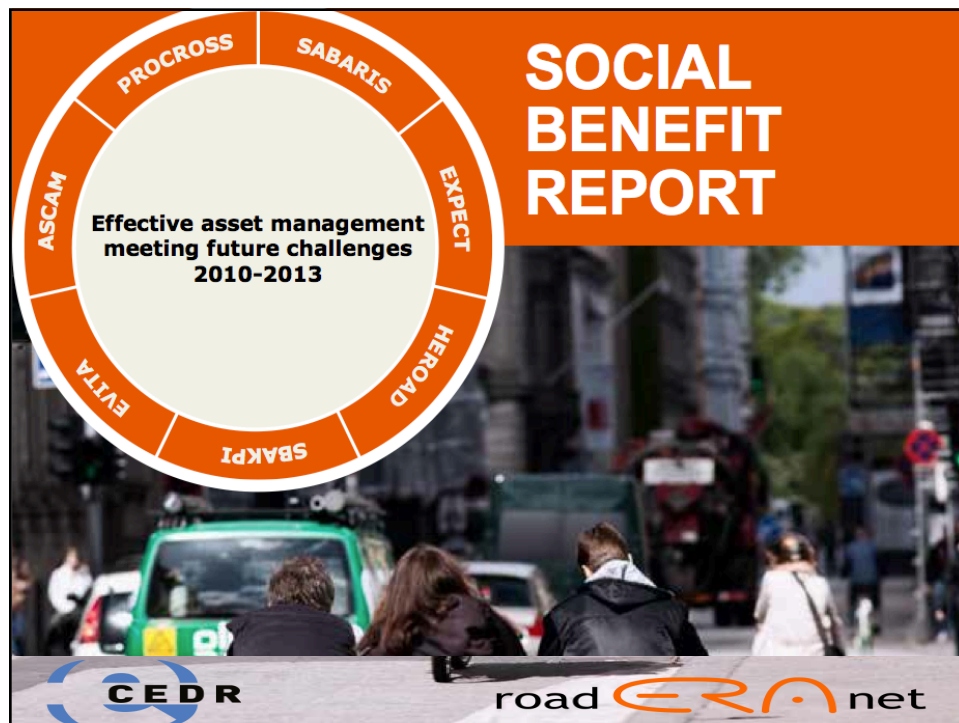 SOCIAL
BENEFIT
REPORT
PROCROSS
SABARIS
EXPECT
HEROAD
SBAKPI
EVITA
ASCAM
Effective asset management
meeting future challenges
2010-2013
CEDR
road ERA net